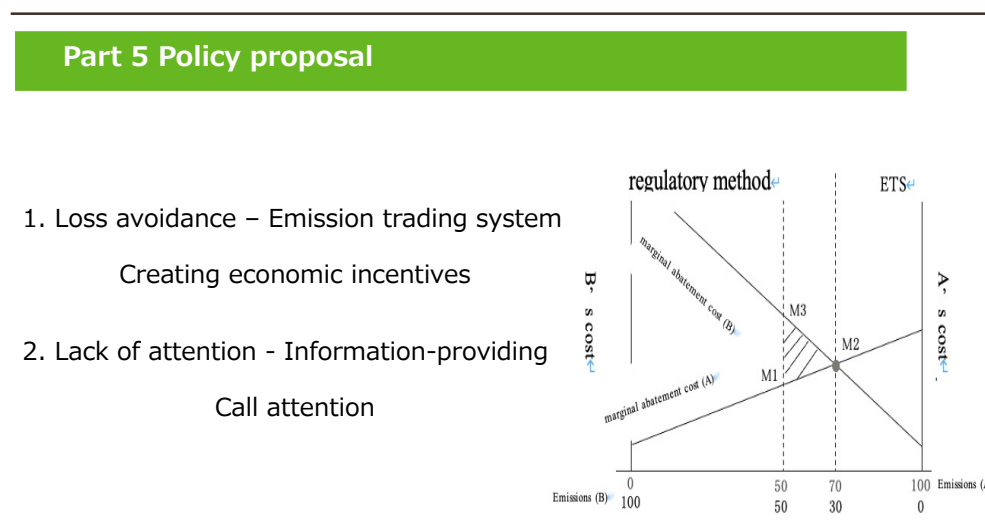 Part 5 Policy proposal
1. Loss avoidance – Emission trading system
Creating economic incentives
2. Lack of attention - Information-providing
Call attention
regulatory method↵
ETS↵
B' s cost↵
A' s cost↵
marginal abatement cost (B)
marginal abatement cost (A)
M3
M2
M1
0 50 70 100 Emissions (
Emissions (B) 100 50 30 0